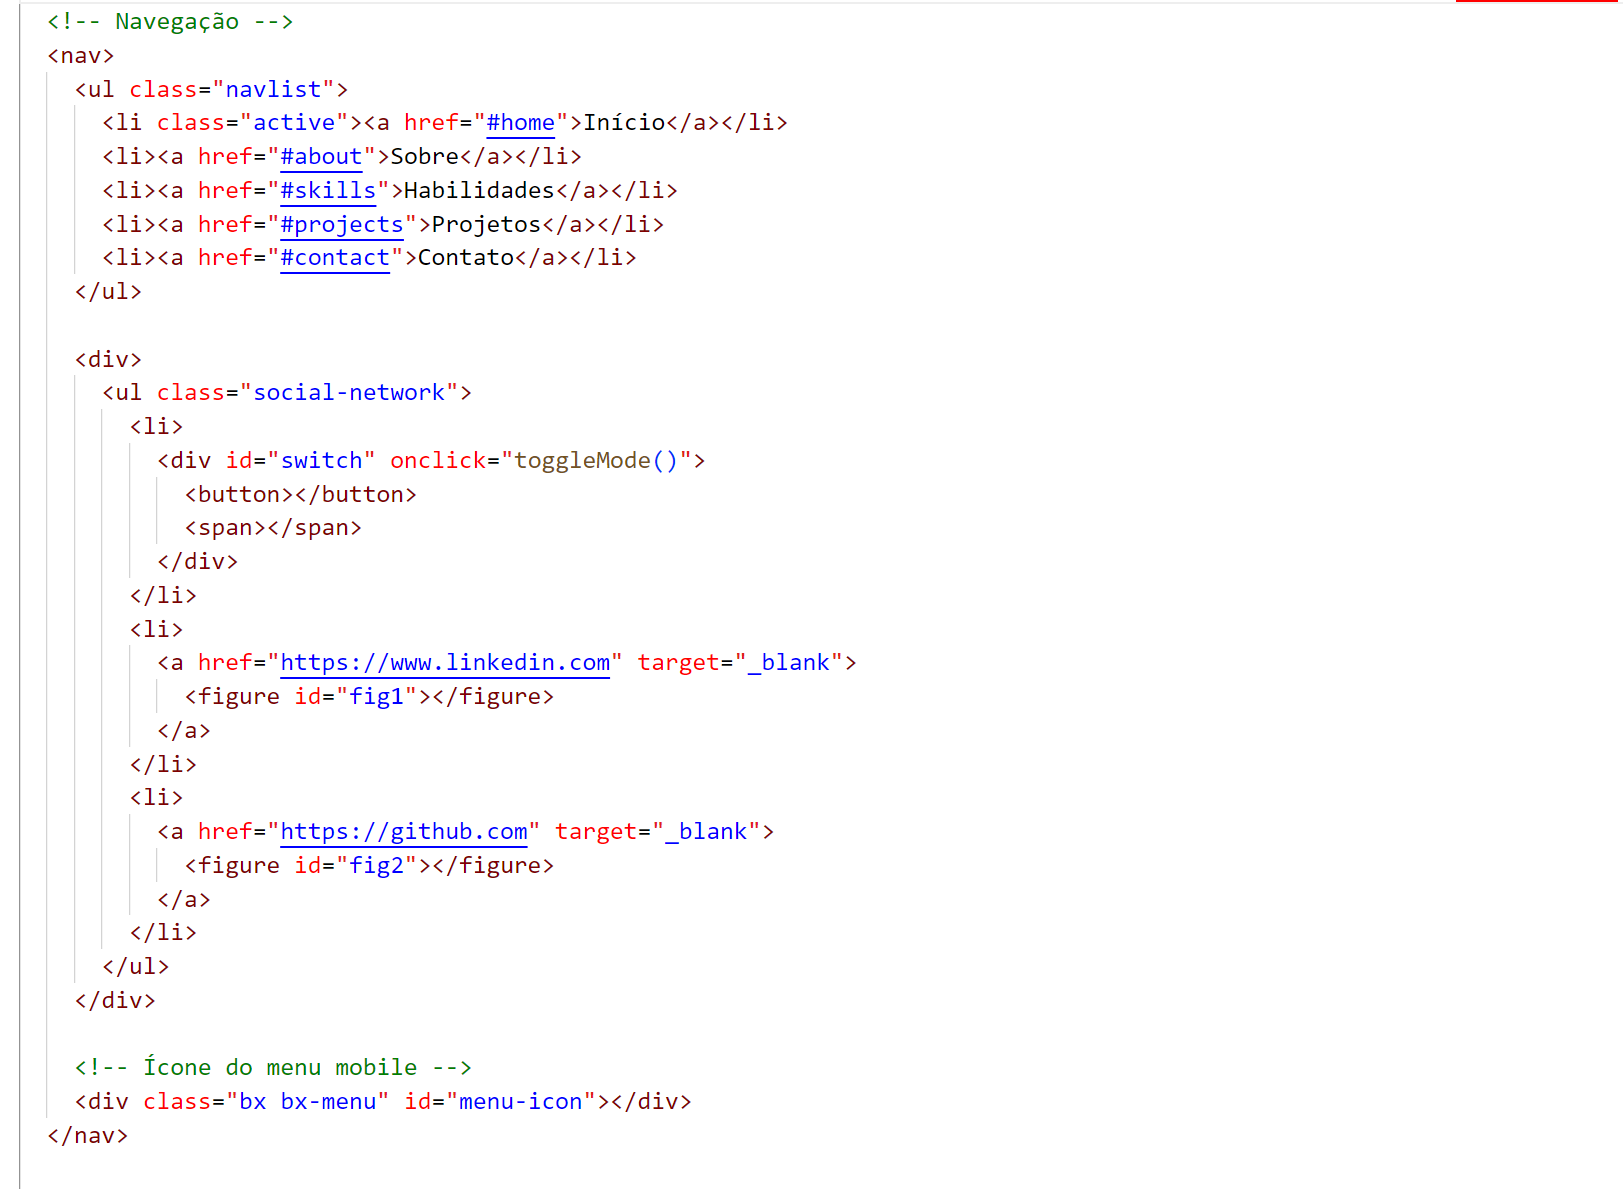 <!-- Navegação -->
<nav>
  <ul class="navlist">
    <li class="active"><a href="#home">Início</a></li>
    <li><a href="#about">Sobre</a></li>
    <li><a href="#skills">Habilidades</a></li>
    <li><a href="#projects">Projetos</a></li>
    <li><a href="#contact">Contato</a></li>
  </ul>

  <div>
    <ul class="social-network">
      <li>
        <div id="switch" onclick="toggleMode()">
          <button></button>
          <span></span>
        </div>
      </li>
      <li>
        <a href="https://www.linkedin.com" target="_blank">
          <figure id="fig1"></figure>
        </a>
      </li>
      <li>
        <a href="https://github.com" target="_blank">
          <figure id="fig2"></figure>
        </a>
      </li>
    </ul>
  </div>

  <!-- Ícone do menu mobile -->
  <div class="bx bx-menu" id="menu-icon"></div>
</nav>